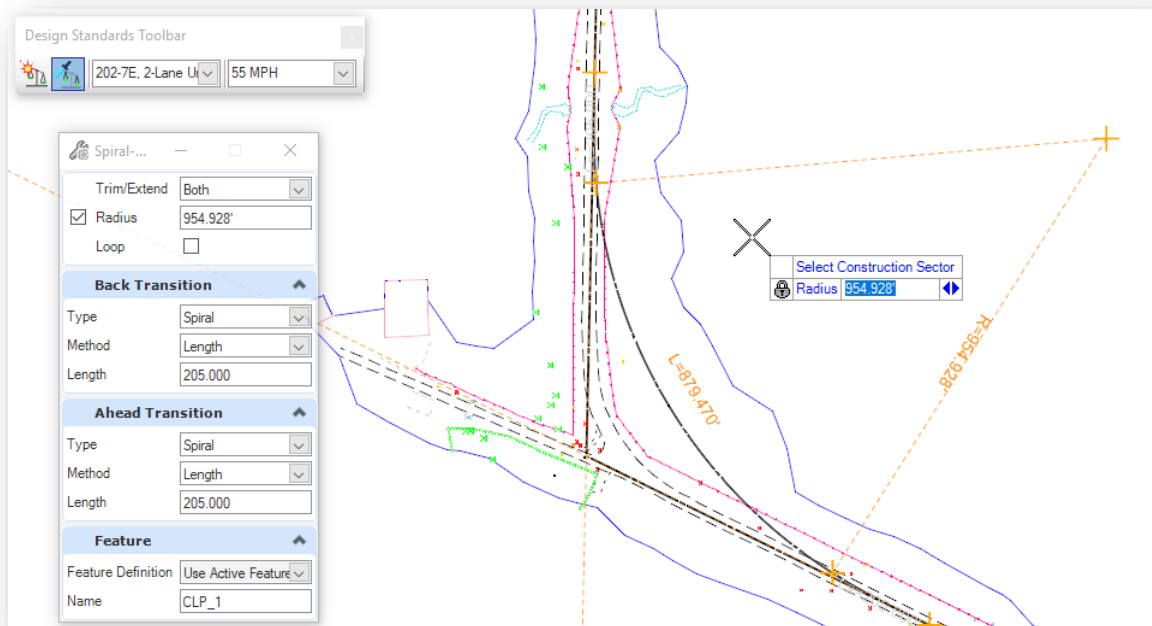 Design Standards Toolbar
202-7E, 2-Lane U
55 MPH
Spiral-...
Trim/Extend Both
Radius 954.928'
Loop
Back Transition
Type Spiral
Method Length
Length 205.000
Ahead Transition
Type Spiral
Method Length
Length 205.000
Feature
Feature Definition Use Active Feature
Name CLP_1
Select Construction Sector
Radius 954.928'
R=954.928'
L=879.470'